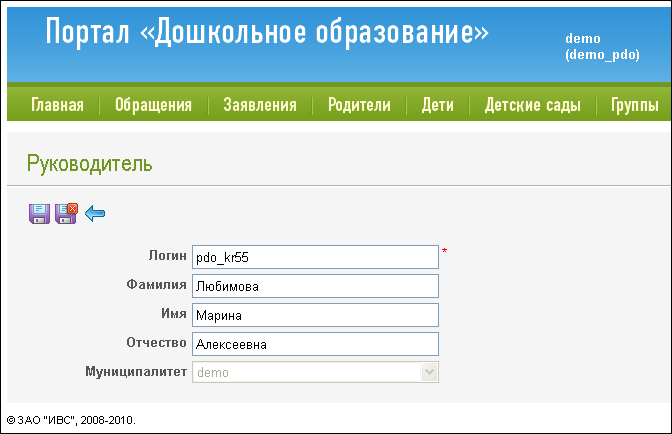 Портал «Дошкольное образование»
demo
(demo_pdo)
Главная Обращения Заявления Родители Дети Детские сады Группы
Руководитель
Логин pdo_kr55 *
Фамилия Любимова
Имя Марина
Отчество Алексеевна
Муниципалитет demo
© ЗАО "ИВС", 2008-2010.